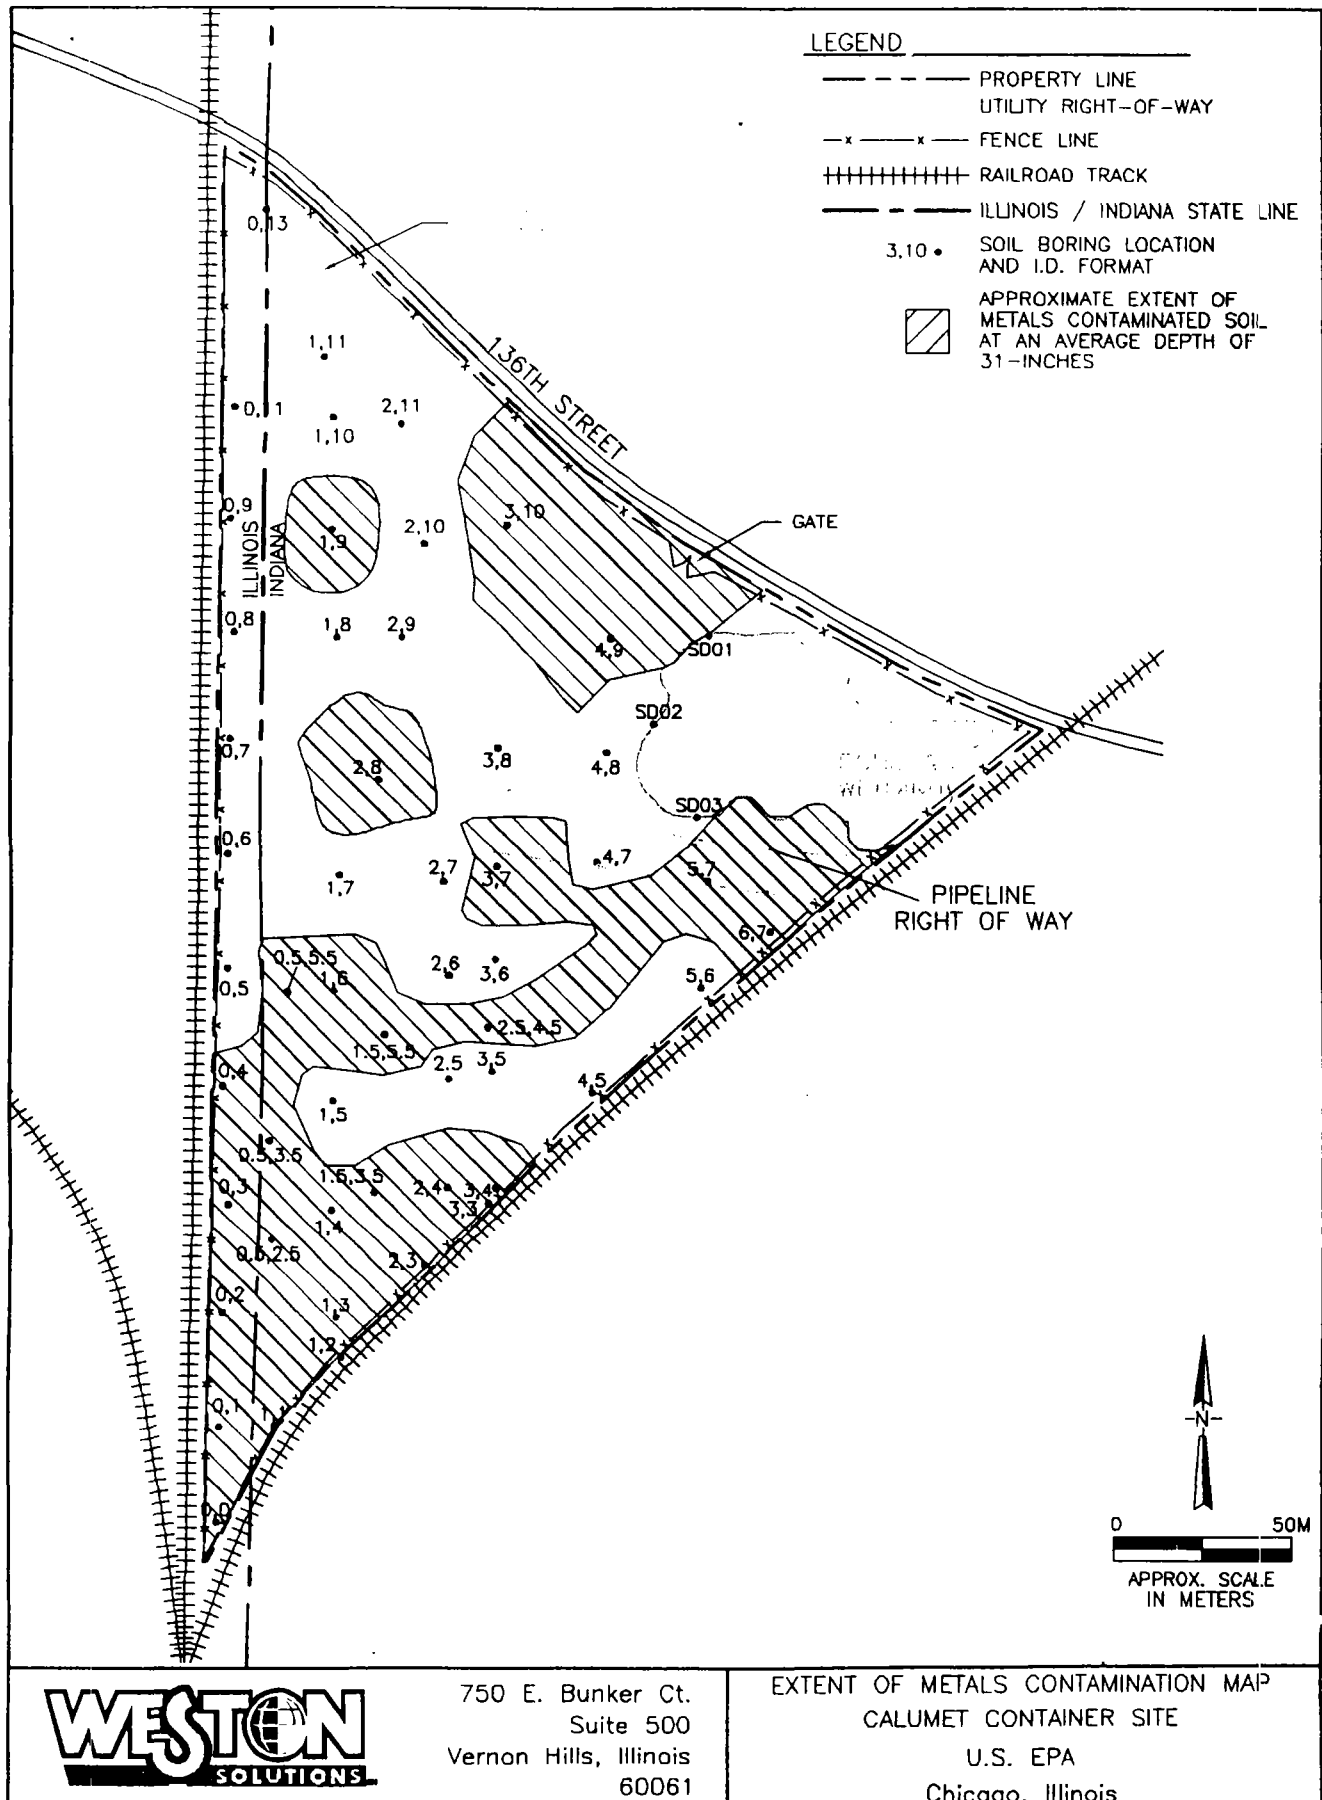 LEGEND
PROPERTY LINE
UTILITY RIGHT-OF-WAY
FENCE LINE
RAILROAD TRACK
ILLINOIS / INDIANA STATE LINE
3,10
SOIL BORING LOCATION
AND I.D. FORMAT
APPROXIMATE EXTENT OF
METALS CONTAMINATED SOIL
AT AN AVERAGE DEPTH OF
31-INCHES
0,13
136TH STREET
1,11
0,11
1,10
2,11
0,9
1,9
2,10
3,10
GATE
ILLINOIS
INDIANA
0,8
1,8
2,9
4,9
SD01
SD02
0,7
2,8
3,8
4,8
SD03
0,6
1,7
2,7
3,7
4,7
5,7
PIPELINE
RIGHT OF WAY
6,7
0,5
0.5,5.5
1,6
2,6
3,6
5,6
1.5,5.5
2.5,4.5
2.5
3,5
0,4
1,5
4,5
0.5,3.5
1.5,3.5
0,3
1,4
2,4
3,4
3,3
0.5,2.5
2,3
0,2
1,3
1,2
0,1
0,0
N
0 50M
APPROX. SCALE
IN METERS
WESTON
SOLUTIONS
750 E. Bunker Ct.
Suite 500
Vernon Hills, Illinois
60061
EXTENT OF METALS CONTAMINATION MAP
CALUMET CONTAINER SITE
U.S. EPA
Chicago, Illinois